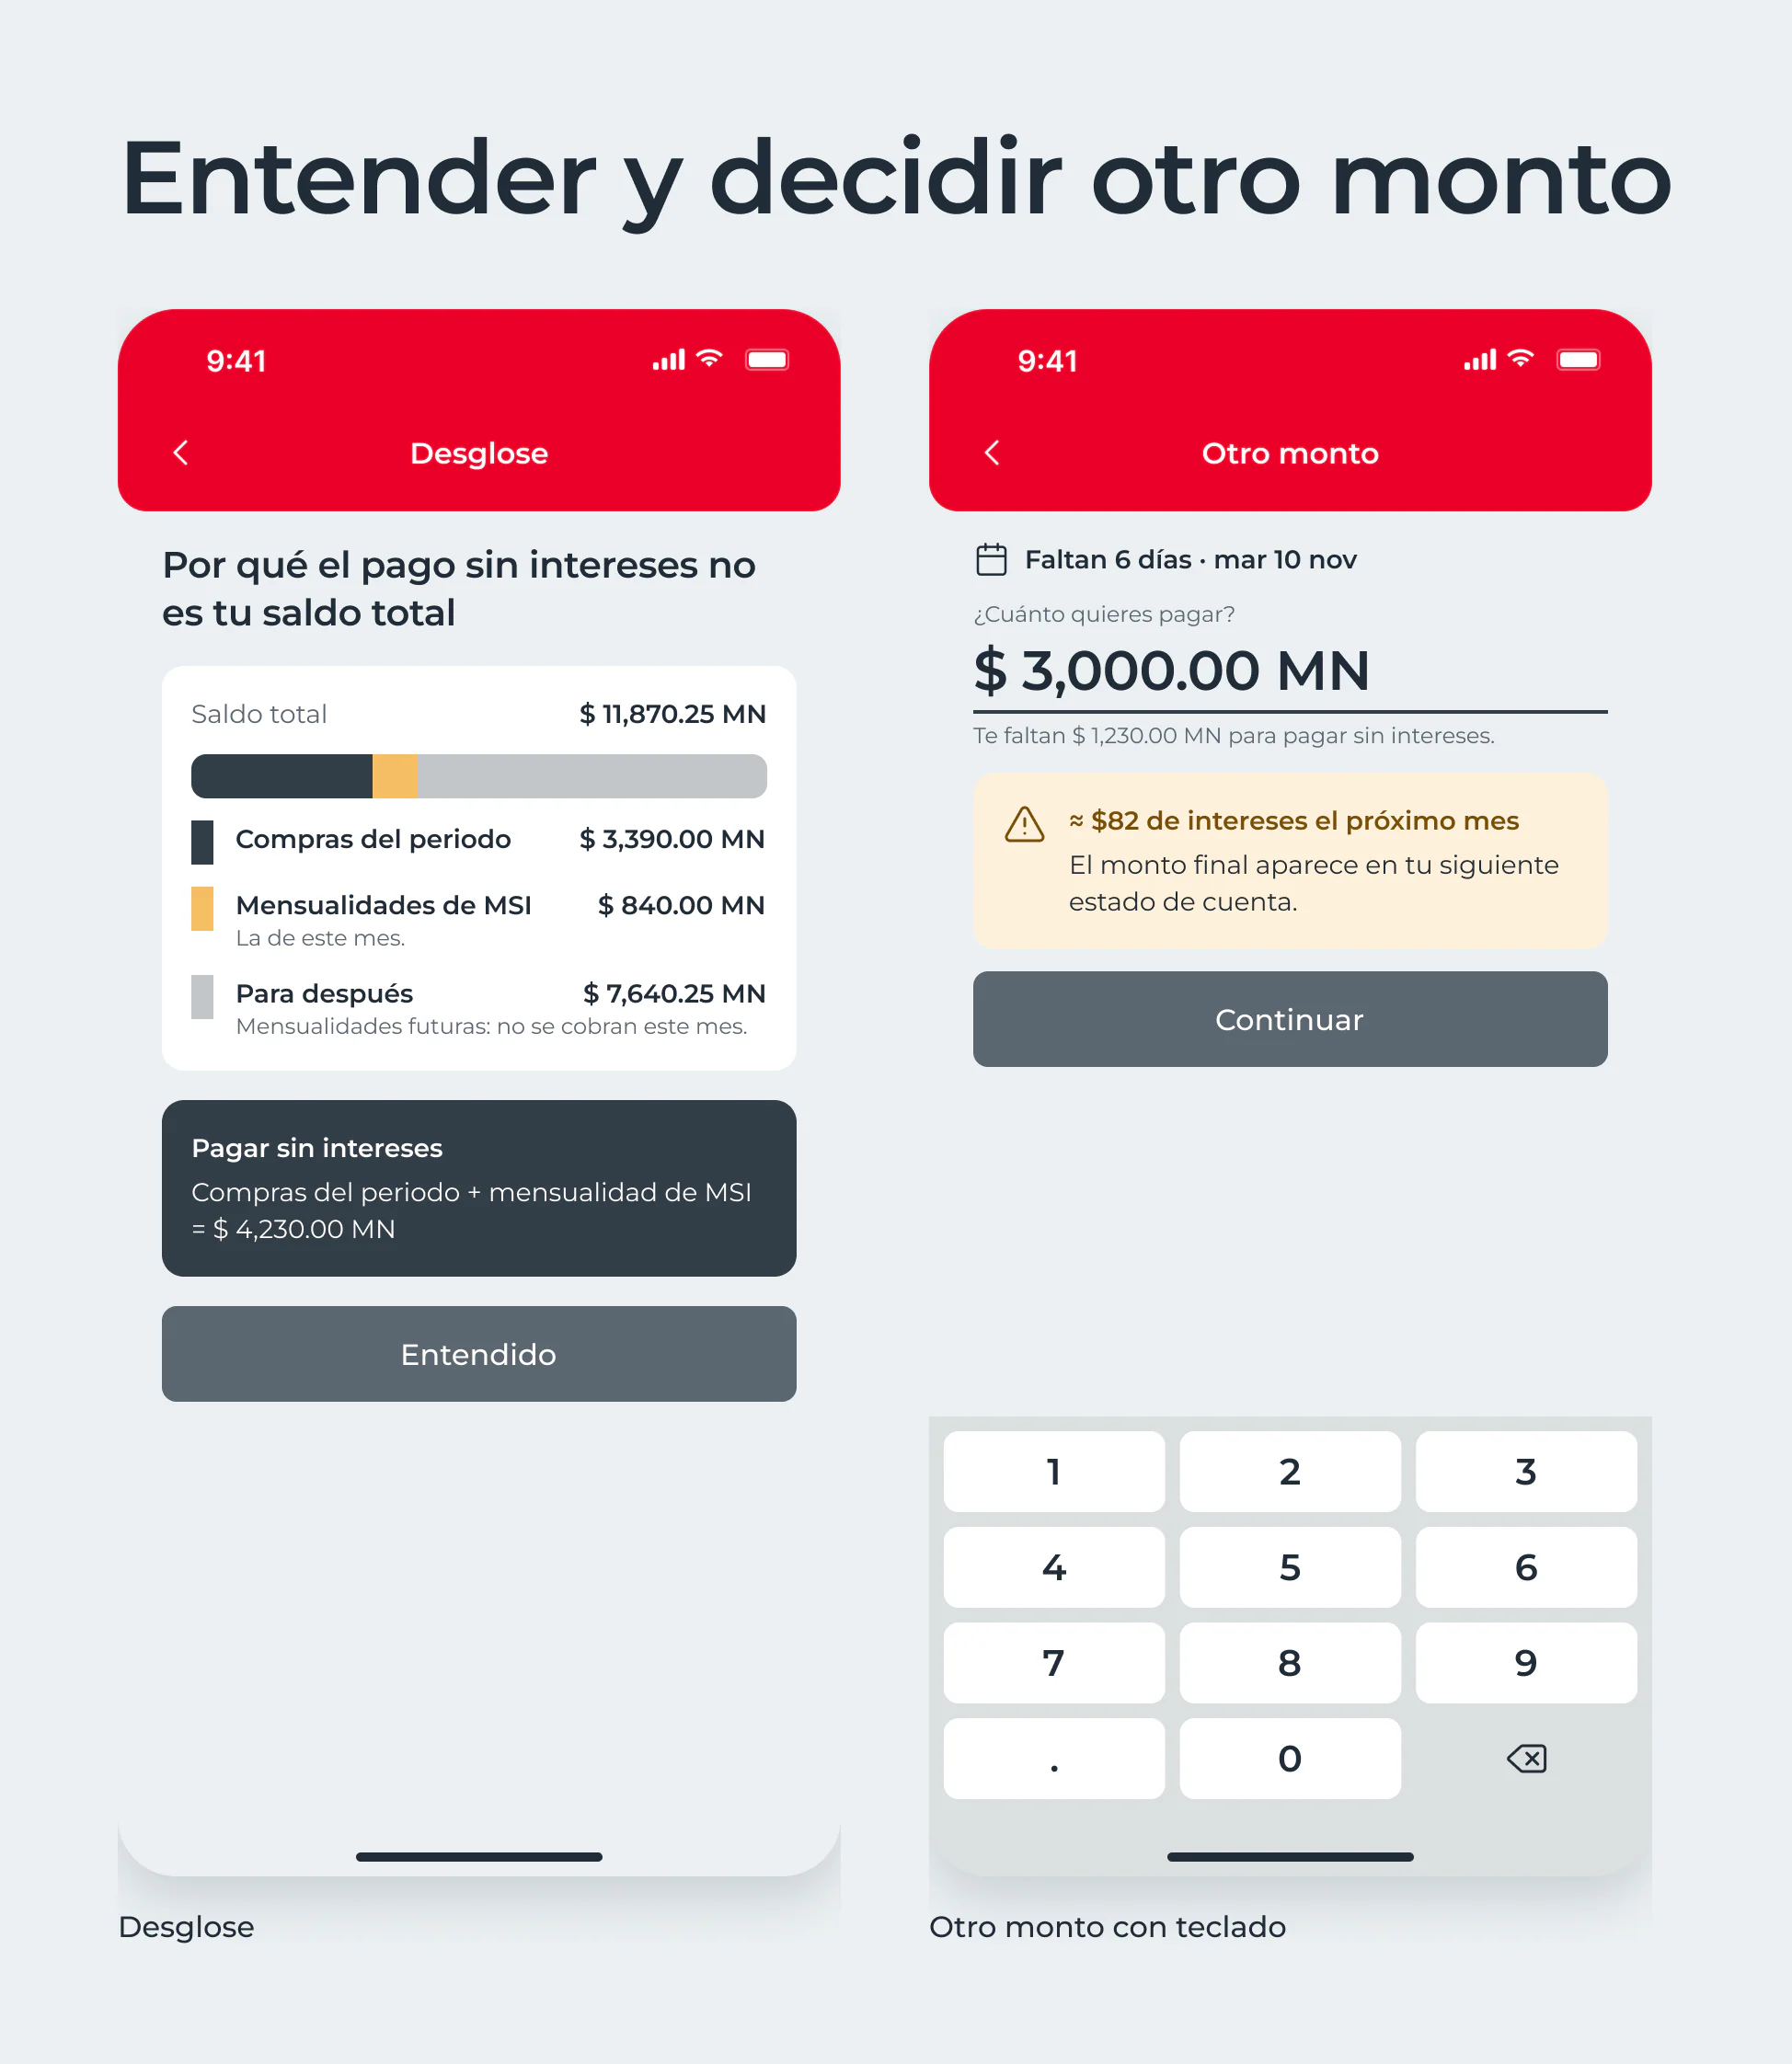 Entender y decidir otro monto
9:41
Desglose
Por qué el pago sin intereses no
es tu saldo total
Saldo total $ 11,870.25 MN
Compras del periodo $ 3,390.00 MN
Mensualidades de MSI $ 840.00 MN
La de este mes.
Para después $ 7,640.25 MN
Mensualidades futuras: no se cobran este mes.
Pagar sin intereses
Compras del periodo + mensualidad de MSI
= $ 4,230.00 MN
Entendido
Desglose
9:41
Otro monto
Faltan 6 días · mar 10 nov
¿Cuánto quieres pagar?
$ 3,000.00 MN
Te faltan $ 1,230.00 MN para pagar sin intereses.
≈ $82 de intereses el próximo mes
El monto final aparece en tu siguiente
estado de cuenta.
Continuar
1 2 3
4 5 6
7 8 9
. 0
Otro monto con teclado